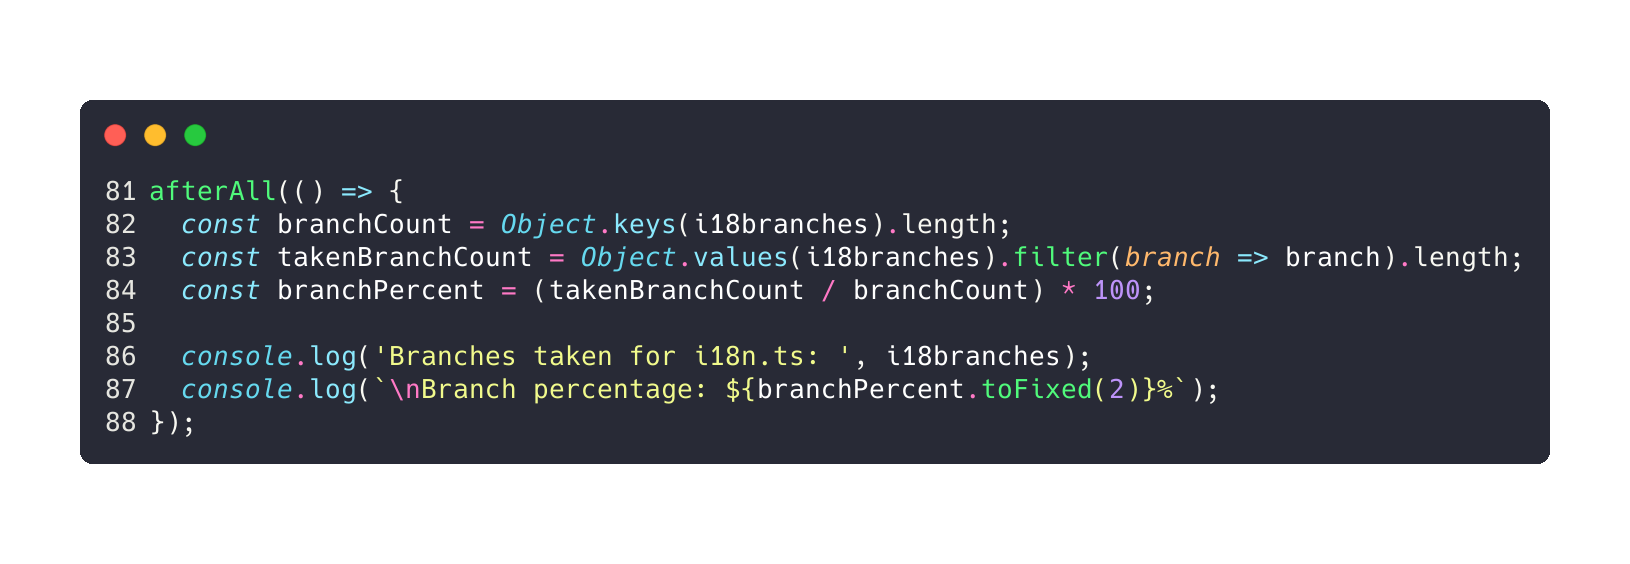 81 afterAll(() => {
82   const branchCount = Object.keys(i18branches).length;
83   const takenBranchCount = Object.values(i18branches).filter(branch => branch).length;
84   const branchPercent = (takenBranchCount / branchCount) * 100;
85
86   console.log('Branches taken for i18n.ts: ', i18branches);
87   console.log(`\nBranch percentage: ${branchPercent.toFixed(2)}%`);
88 });